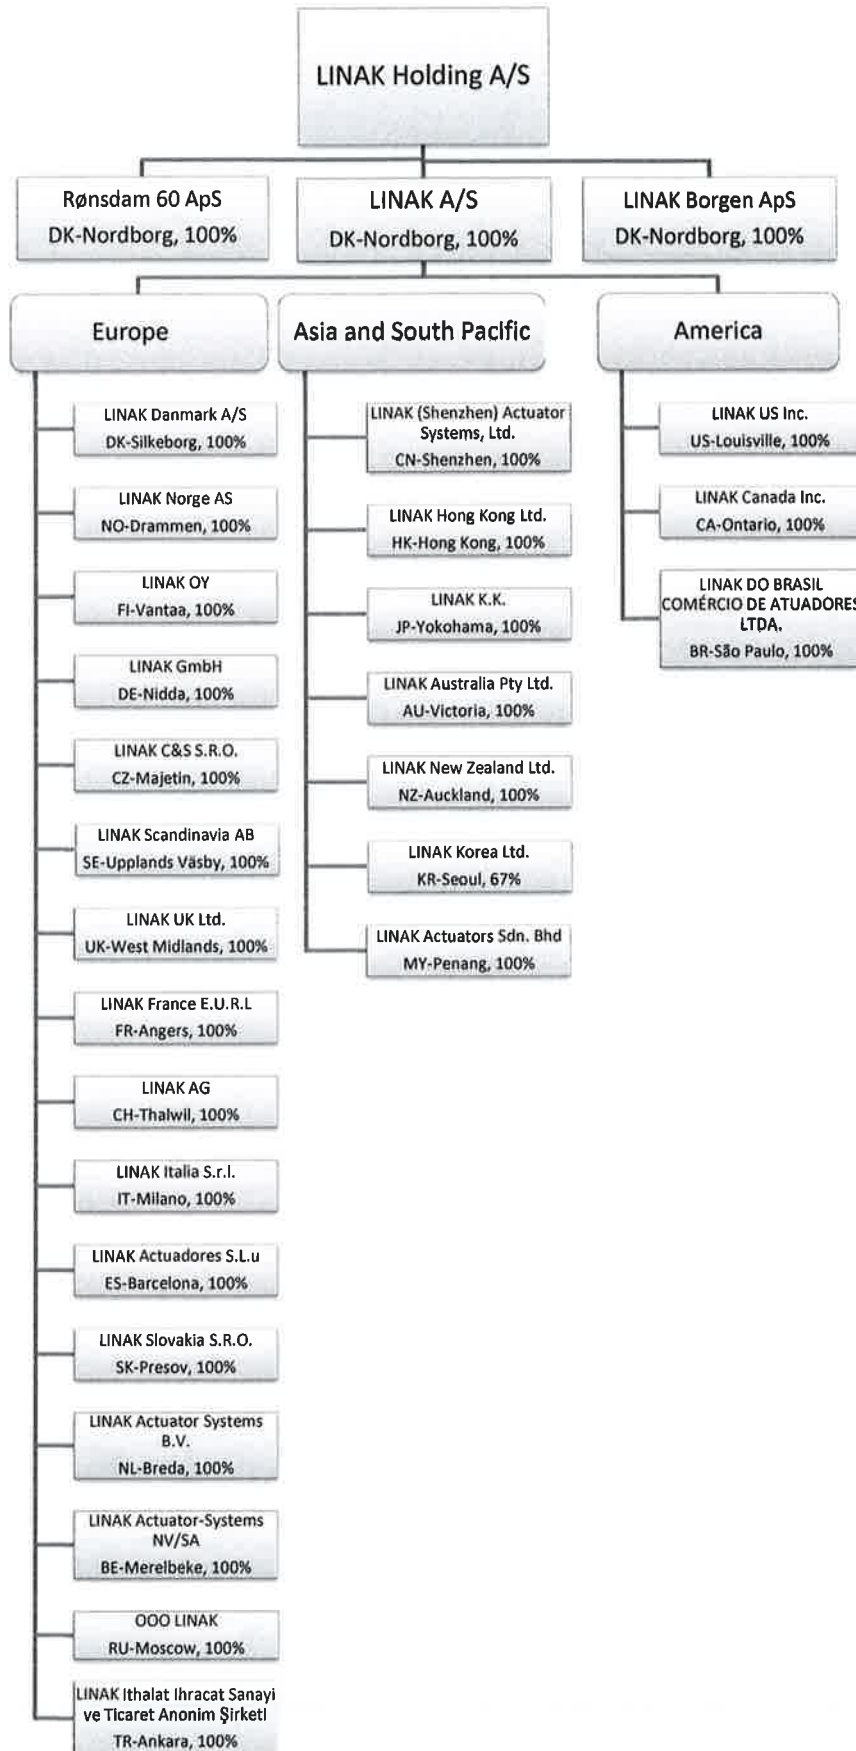 LINAK Holding A/S
Rønsdam 60 ApS
DK-Nordborg, 100%
LINAK A/S
DK-Nordborg, 100%
LINAK Borgen ApS
DK-Nordborg, 100%
Europe
LINAK Danmark A/S
DK-Silkeborg, 100%
LINAK Norge AS
NO-Drammen, 100%
LINAK OY
FI-Vantaa, 100%
LINAK GmbH
DE-Nidda, 100%
LINAK C&S S.R.O.
CZ-Majetin, 100%
LINAK Scandinavia AB
SE-Upplands Väsby, 100%
LINAK UK Ltd.
UK-West Midlands, 100%
LINAK France E.U.R.L
FR-Angers, 100%
LINAK AG
CH-Thalwil, 100%
LINAK Italia S.r.l.
IT-Milano, 100%
LINAK Actuadores S.L.u
ES-Barcelona, 100%
LINAK Slovakia S.R.O.
SK-Presov, 100%
LINAK Actuator Systems
B.V.
NL-Breda, 100%
LINAK Actuator-Systems
NV/SA
BE-Merelbeke, 100%
OOO LINAK
RU-Moscow, 100%
LINAK Ithalat Ihracat Sanayi
ve Ticaret Anonim Şirketi
TR-Ankara, 100%
Asia and South Pacific
LINAK (Shenzhen) Actuator
Systems, Ltd.
CN-Shenzhen, 100%
LINAK Hong Kong Ltd.
HK-Hong Kong, 100%
LINAK K.K.
JP-Yokohama, 100%
LINAK Australia Pty Ltd.
AU-Victoria, 100%
LINAK New Zealand Ltd.
NZ-Auckland, 100%
LINAK Korea Ltd.
KR-Seoul, 67%
LINAK Actuators Sdn. Bhd
MY-Penang, 100%
America
LINAK US Inc.
US-Louisville, 100%
LINAK Canada Inc.
CA-Ontario, 100%
LINAK DO BRASIL
COMÉRCIO DE ATUADORES
LTDA.
BR-São Paulo, 100%